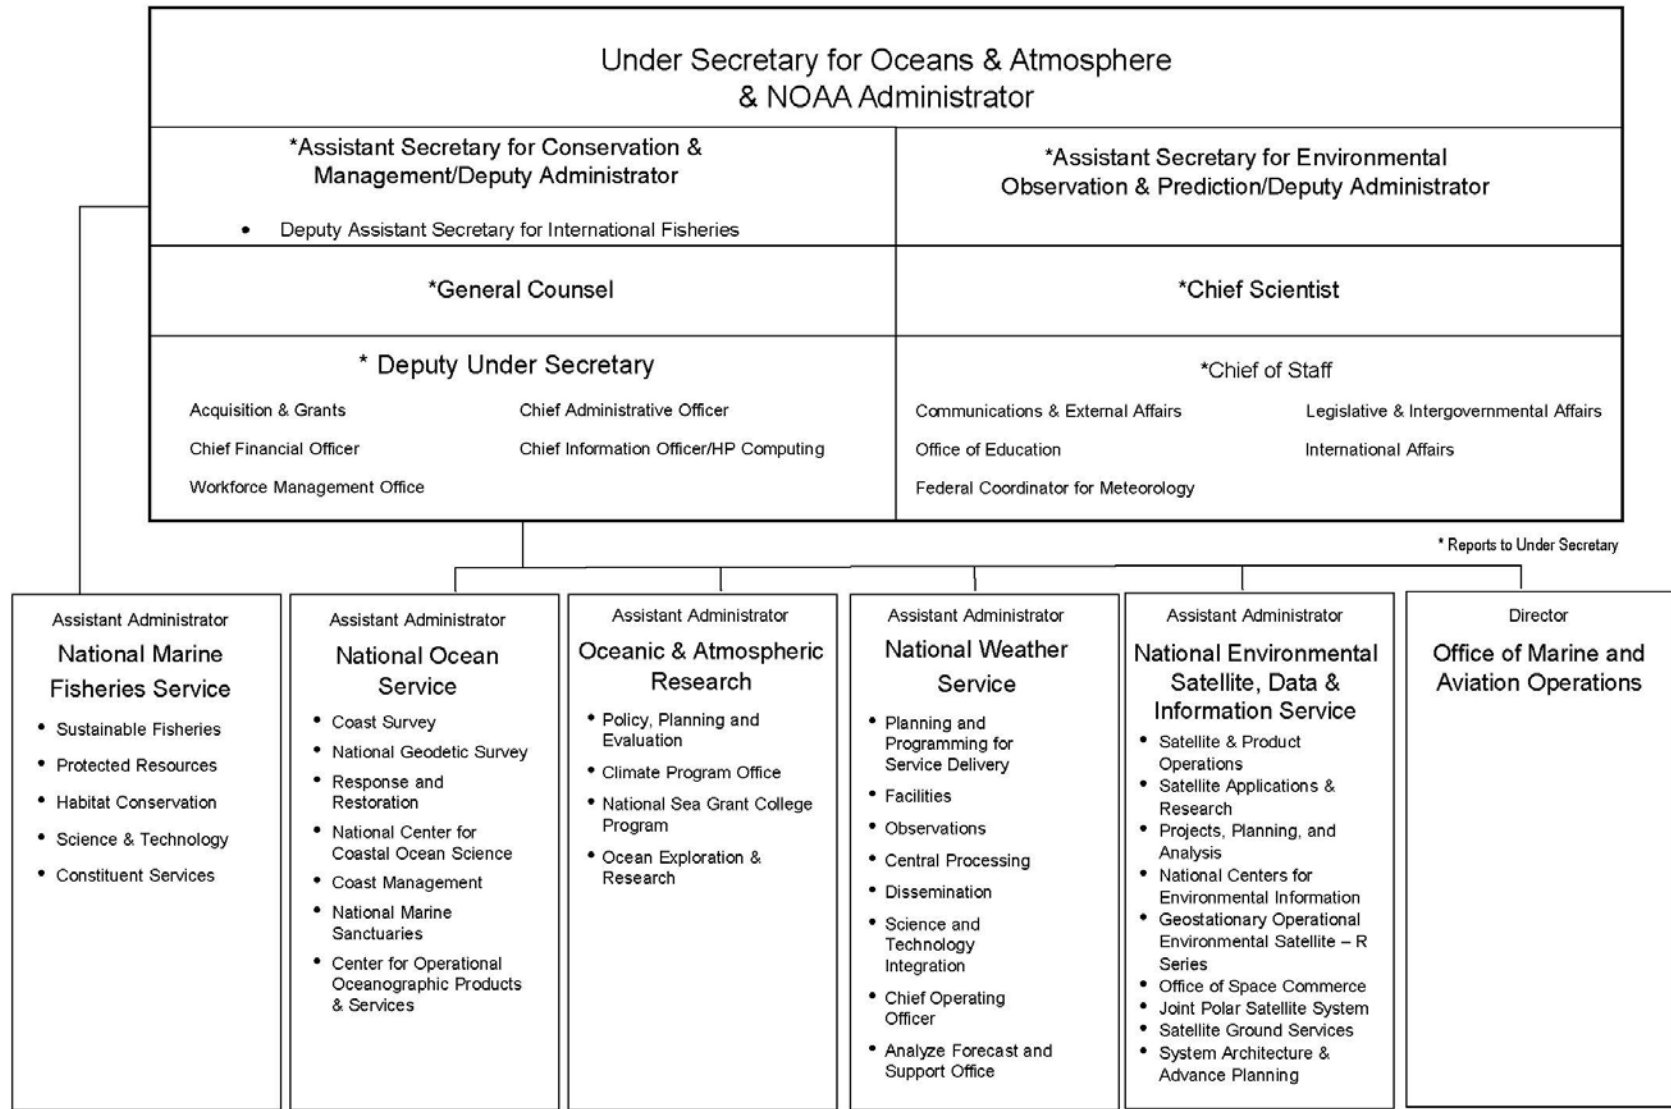 Under Secretary for Oceans & Atmosphere
& NOAA Administrator
*Assistant Secretary for Conservation &
Management/Deputy Administrator
• Deputy Assistant Secretary for International Fisheries
*Assistant Secretary for Environmental
Observation & Prediction/Deputy Administrator
*General Counsel
*Chief Scientist
* Deputy Under Secretary
Acquisition & Grants
Chief Administrative Officer
Chief Financial Officer
Chief Information Officer/HP Computing
Workforce Management Office
*Chief of Staff
Communications & External Affairs
Legislative & Intergovernmental Affairs
Office of Education
International Affairs
Federal Coordinator for Meteorology
* Reports to Under Secretary
Assistant Administrator
National Marine
Fisheries Service
• Sustainable Fisheries
• Protected Resources
• Habitat Conservation
• Science & Technology
• Constituent Services
Assistant Administrator
National Ocean
Service
• Coast Survey
• National Geodetic Survey
• Response and
Restoration
• National Center for
Coastal Ocean Science
• Coast Management
• National Marine
Sanctuaries
• Center for Operational
Oceanographic Products
& Services
Assistant Administrator
Oceanic & Atmospheric
Research
• Policy, Planning and
Evaluation
• Climate Program Office
• National Sea Grant College
Program
• Ocean Exploration &
Research
Assistant Administrator
National Weather
Service
• Planning and
Programming for
Service Delivery
• Facilities
• Observations
• Central Processing
• Dissemination
• Science and
Technology
Integration
• Chief Operating
Officer
• Analyze Forecast and
Support Office
Assistant Administrator
National Environmental
Satellite, Data &
Information Service
• Satellite & Product
Operations
• Satellite Applications &
Research
• Projects, Planning, and
Analysis
• National Centers for
Environmental Information
• Geostationary Operational
Environmental Satellite – R
Series
• Office of Space Commerce
• Joint Polar Satellite System
• Satellite Ground Services
• System Architecture &
Advance Planning
Director
Office of Marine and
Aviation Operations